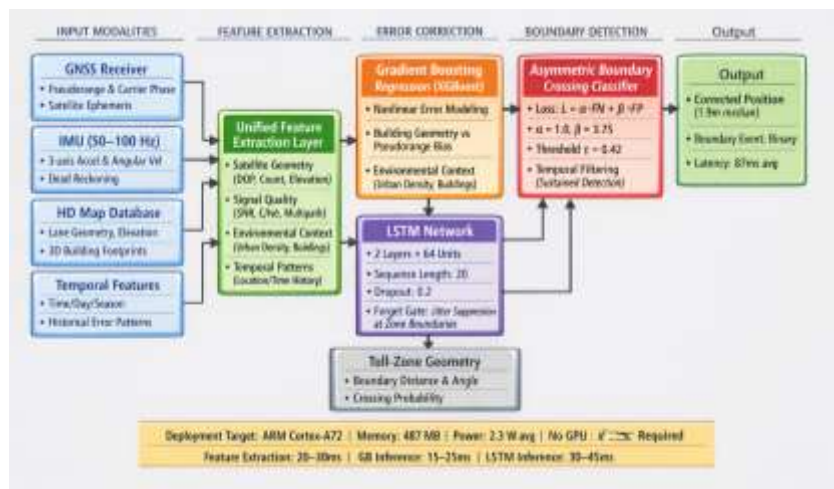 INPUT MODALITIES
FEATURE EXTRACTION
ERROR CORRECTION
BOUNDARY DETECTION
Output
GNSS Receiver
• Pseudorange & Carrier Phase
• Satellite Ephemeris
IMU (50–100 Hz)
• 3-axis Accel & Angular Vel
• Dead Reckoning
HD Map Database
• Lane Geometry, Elevation
• 3D Building Footprints
Temporal Features
• Time/Day/Season
• Historical Error Patterns
Unified Feature
Extraction Layer
• Satellite Geometry
(DOP, Count, Elevation)
• Signal Quality
(SNR, C/N0, Multipath)
• Environmental Context
(Urban Density, Buildings)
• Temporal Patterns
(Location/Time History)
Gradient Boosting
Regression (XGBoost)
• Nonlinear Error Modeling
• Building Geometry vs
Pseudorange Bias
• Environmental Context
(Urban Density, Buildings)
LSTM Network
• 2 Layers × 64 Units
• Sequence Length: 20
• Dropout: 0.2
• Forget Gate: Jitter Suppression
at Zone Boundaries
Toll-Zone Geometry
• Boundary Distance & Angle
• Crossing Probability
Asymmetric Boundary
Crossing Classifier
• Loss: L = α·FN + β·FP
• α = 1.0, β = 3.75
• Threshold τ = 0.42
• Temporal Filtering
(Sustained Detection)
Output
• Corrected Position
(1.9m median)
• Boundary Event: Binary
• Latency: 87ms avg
Deployment Target: ARM Cortex-A72 | Memory: 487 MB | Power: 2.3 W avg | No GPU Required
Feature Extraction: 20–30ms | GB Inference: 15–25ms | LSTM Inference: 30–45ms